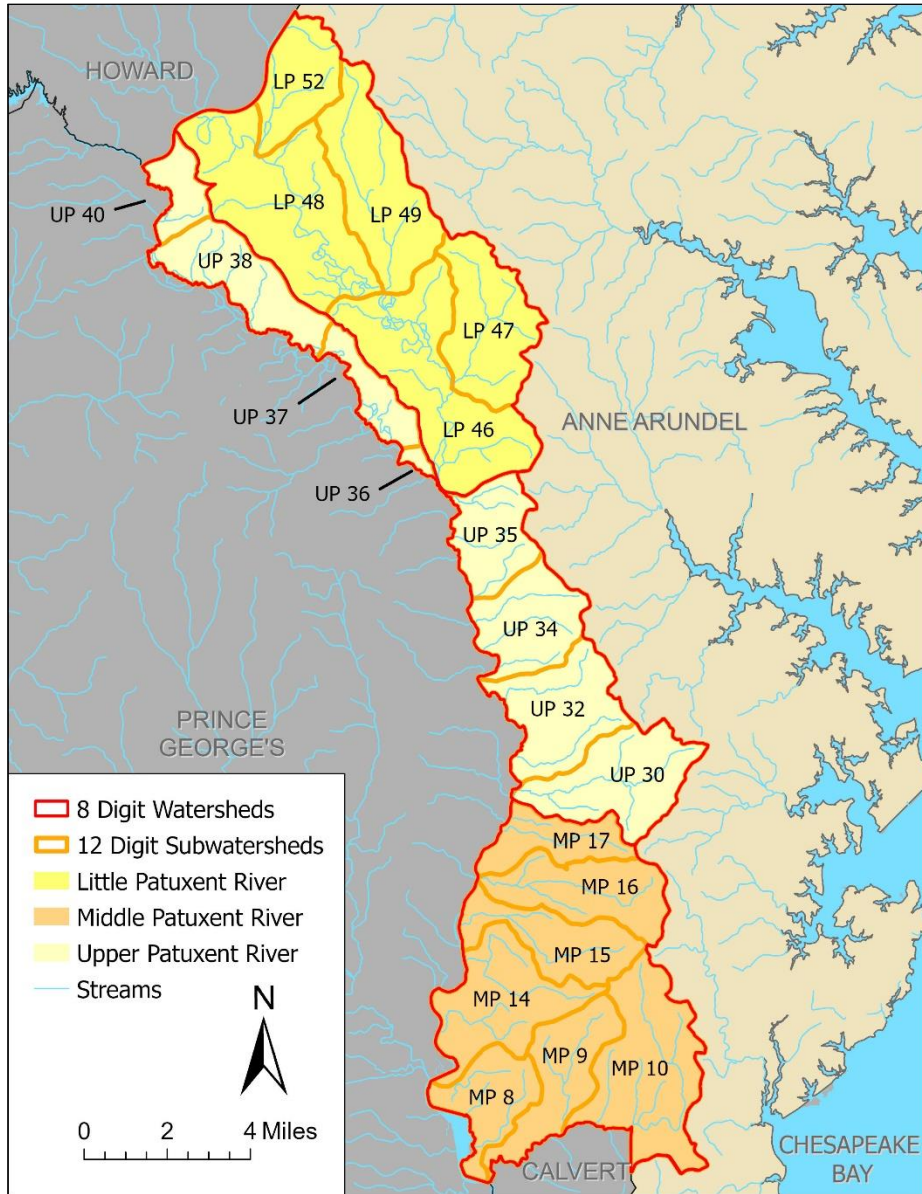 HOWARD
LP 52
UP 40
LP 48
LP 49
UP 38
LP 47
UP 37
LP 46
ANNE ARUNDEL
UP 36
UP 35
UP 34
UP 32
PRINCE
GEORGE'S
UP 30
MP 17
MP 16
MP 15
MP 14
MP 9
MP 10
MP 8
CALVERT
CHESAPEAKE
BAY
8 Digit Watersheds
12 Digit Subwatersheds
Little Patuxent River
Middle Patuxent River
Upper Patuxent River
Streams
N
0 2 4 Miles